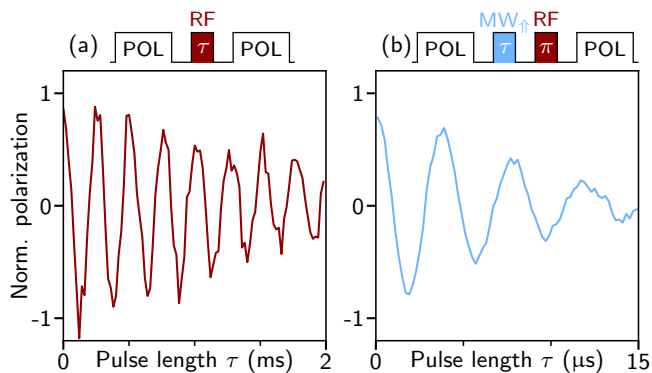 RF
MW⇑ RF
(a) POL τ POL
(b) POL τ π POL
Norm. polarization
1
0
-1
1
0
-1
0 Pulse length τ (ms) 2
0 Pulse length τ (μs) 15